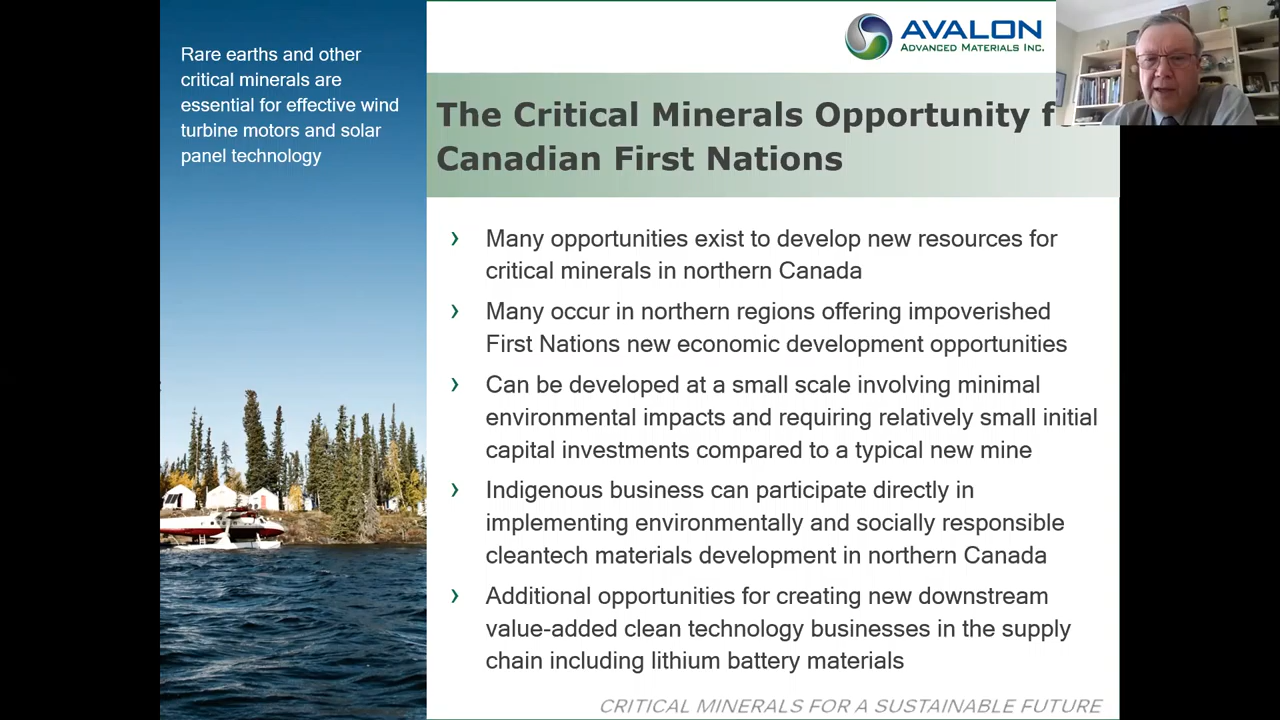 Rare earths and other
critical minerals are
essential for effective wind
turbine motors and solar
panel technology
AVALON
ADVANCED MATERIALS INC.
The Critical Minerals Opportunity
Canadian First Nations
› Many opportunities exist to develop new resources for
critical minerals in northern Canada
› Many occur in northern regions offering impoverished
First Nations new economic development opportunities
› Can be developed at a small scale involving minimal
environmental impacts and requiring relatively small initial
capital investments compared to a typical new mine
› Indigenous business can participate directly in
implementing environmentally and socially responsible
cleantech materials development in northern Canada
› Additional opportunities for creating new downstream
value-added clean technology businesses in the supply
chain including lithium battery materials
CRITICAL MINERALS FOR A SUSTAINABLE FUTURE